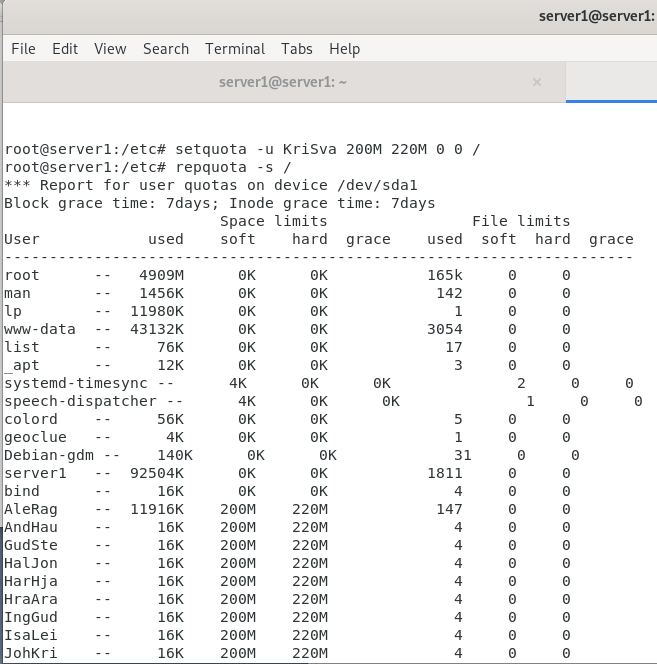 server1@server1:
File Edit View Search Terminal Tabs Help
server1@server1: ~ ×
root@server1:/etc# setquota -u KriSva 200M 220M 0 0 /
root@server1:/etc# repquota -s /
*** Report for user quotas on device /dev/sda1
Block grace time: 7days; Inode grace time: 7days
                        Space limits                File limits
User            used    soft    hard  grace    used  soft  hard  grace
----------------------------------------------------------------------
root      --   4909M      0K      0K            165k     0     0
man       --   1456K      0K      0K             142     0     0
lp        --  11980K      0K      0K               1     0     0
www-data  --  43132K      0K      0K            3054     0     0
list      --     76K      0K      0K              17     0     0
_apt      --     12K      0K      0K               3     0     0
systemd-timesync --      4K      0K      0K              2     0     0
speech-dispatcher --      4K      0K      0K              1     0     0
colord    --     56K      0K      0K               5     0     0
geoclue   --      4K      0K      0K               1     0     0
Debian-gdm --    140K      0K      0K             31     0     0
server1   --  92504K      0K      0K            1811     0     0
bind      --     16K      0K      0K               4     0     0
AleRag    --  11916K    200M    220M             147     0     0
AndHau    --     16K    200M    220M               4     0     0
GudSte    --     16K    200M    220M               4     0     0
HalJon    --     16K    200M    220M               4     0     0
HarHja    --     16K    200M    220M               4     0     0
HraAra    --     16K    200M    220M               4     0     0
IngGud    --     16K    200M    220M               4     0     0
IsaLei    --     16K    200M    220M               4     0     0
JohKri    --     16K    200M    220M               4     0     0